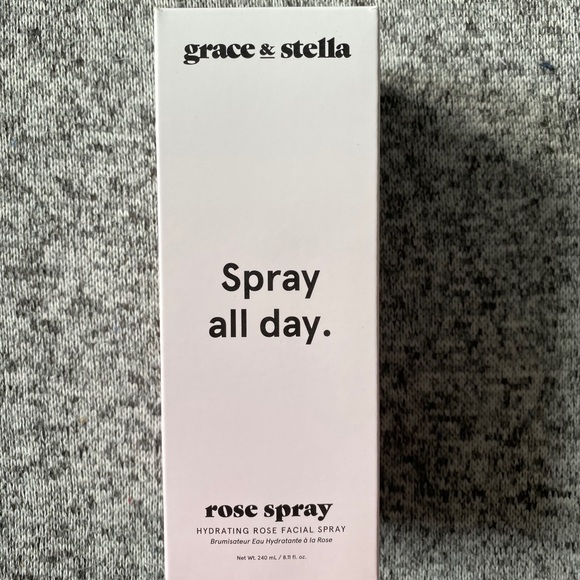 grace & stella
Spray
all day.
rose spray
HYDRATING ROSE FACIAL SPRAY
Brumisateur Eau Hydratante à la Rose
Net Wt. 240 mL / 8.11 fl. oz.